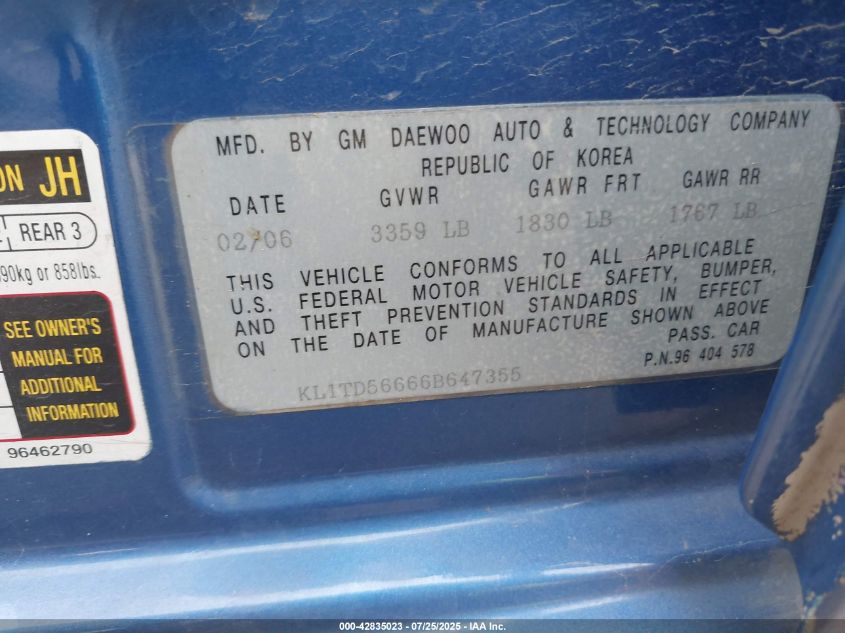 ON JH
REAR 3
90kg or 858lbs.
SEE OWNER'S
MANUAL FOR
ADDITIONAL
INFORMATION
96462790
MFD. BY GM DAEWOO AUTO & TECHNOLOGY COMPANY
REPUBLIC OF KOREA
DATE GVWR GAWR FRT GAWR RR
02/06 3359 LB 1830 LB 1767 LB
THIS VEHICLE CONFORMS TO ALL APPLICABLE
U.S. FEDERAL MOTOR VEHICLE SAFETY, BUMPER,
AND THEFT PREVENTION STANDARDS IN EFFECT
ON THE DATE OF MANUFACTURE SHOWN ABOVE
PASS. CAR
P.N.96 404 578
KL1TD56666B647355
000-42835023 - 07/25/2025 - IAA Inc.